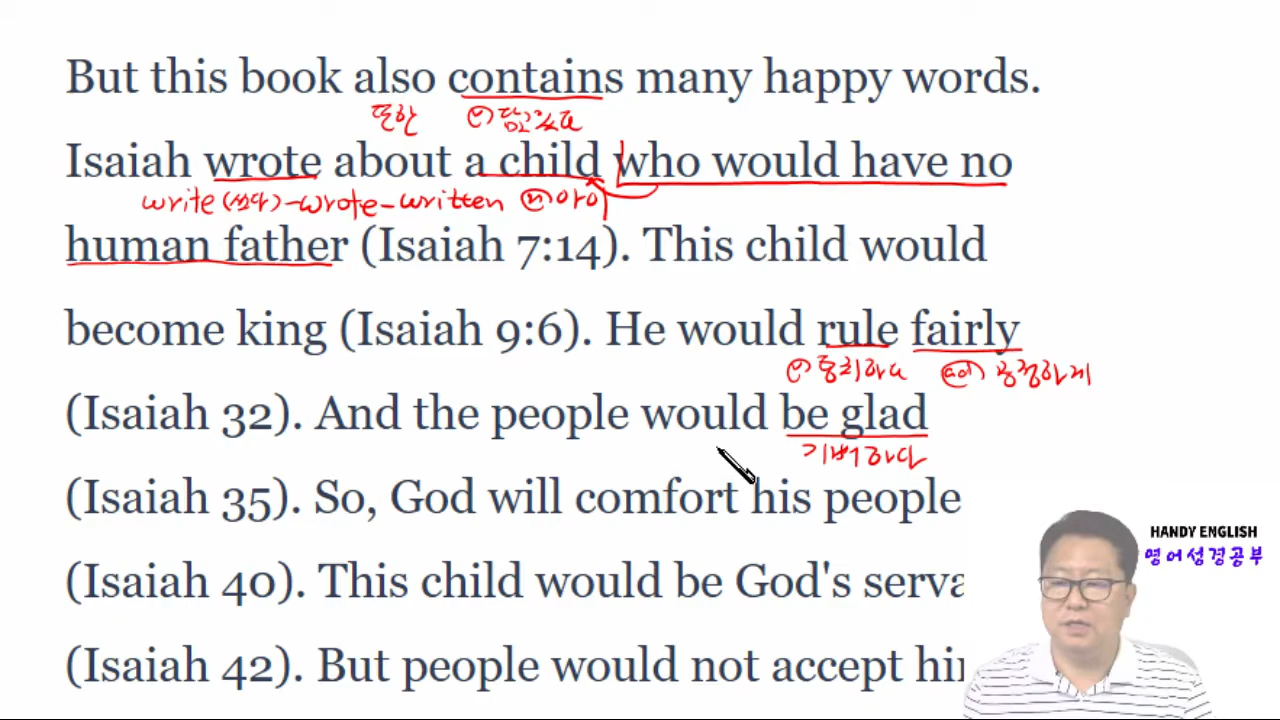 But this book also contains many happy words.
또한 ⓥ 담고있다
Isaiah wrote about a child who would have no
write (쓰다)-wrote-written ⓝ 아이
human father (Isaiah 7:14). This child would
become king (Isaiah 9:6). He would rule fairly
ⓥ 통치하다 ad 공정하게
(Isaiah 32). And the people would be glad
기뻐하다
(Isaiah 35). So, God will comfort his people
(Isaiah 40). This child would be God's serva
(Isaiah 42). But people would not accept hi
HANDY ENGLISH
영어성경공부